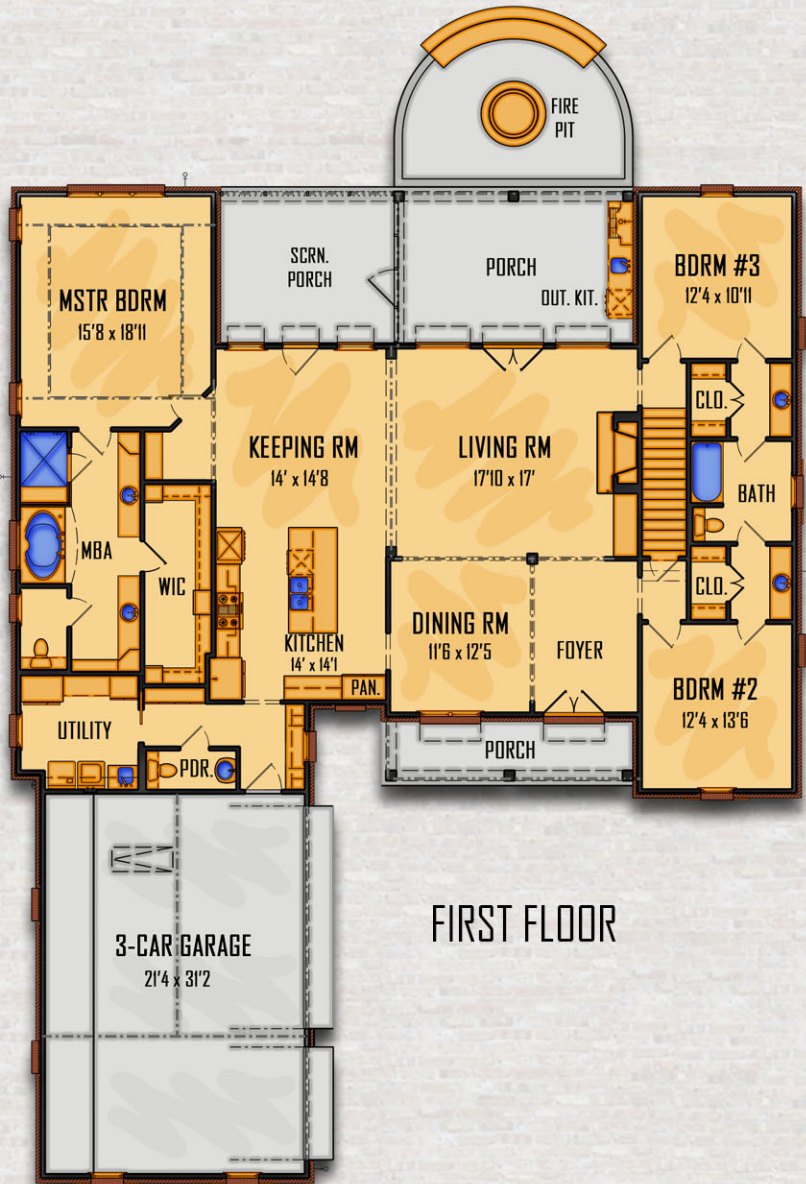 FIRE
PIT
SCRN.
PORCH
PORCH
OUT. KIT.
BDRM #3
12'4 x 10'11
MSTR BDRM
15'8 x 18'11
CLO.
KEEPING RM
14' x 14'8
LIVING RM
17'10 x 17'
BATH
MBA
WIC
CLO.
DINING RM
11'6 x 12'5
FOYER
KITCHEN
14' x 14'1
PAN.
BDRM #2
12'4 x 13'6
UTILITY
PDR.
PORCH
3-CAR GARAGE
21'4 x 31'2
FIRST FLOOR